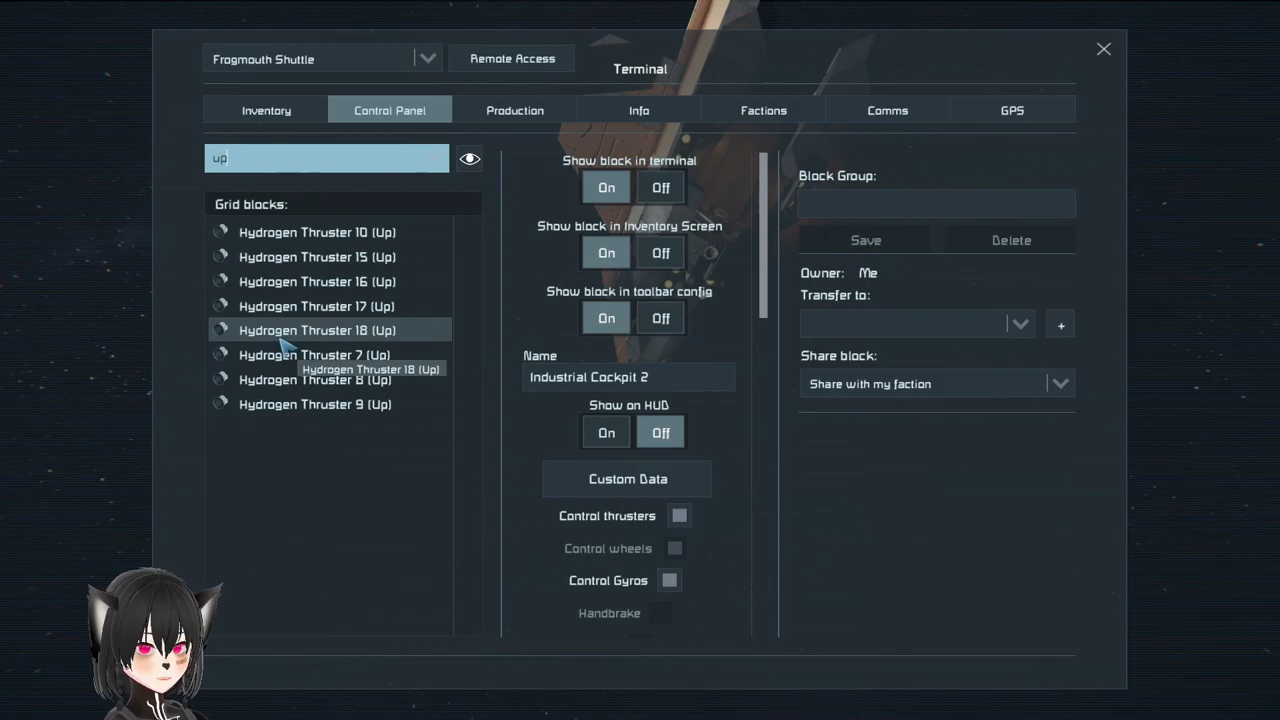 Frogmouth Shuttle
Remote Access
Terminal
Inventory
Control Panel
Production
Info
Factions
Comms
GPS
up
Grid blocks:
Hydrogen Thruster 10 (Up)
Hydrogen Thruster 15 (Up)
Hydrogen Thruster 16 (Up)
Hydrogen Thruster 17 (Up)
Hydrogen Thruster 18 (Up)
Hydrogen Thruster 7 (Up)
Hydrogen Thruster 18 (Up)
Hydrogen Thruster 8 (Up)
Hydrogen Thruster 9 (Up)
Show block in terminal
On Off
Show block in Inventory Screen
On Off
Show block in toolbar config
On Off
Name
Industrial Cockpit 2
Show on HUD
On Off
Custom Data
Control thrusters
Control wheels
Control Gyros
Handbrake
Block Group:
Save Delete
Owner: Me
Transfer to:
+
Share block:
Share with my faction